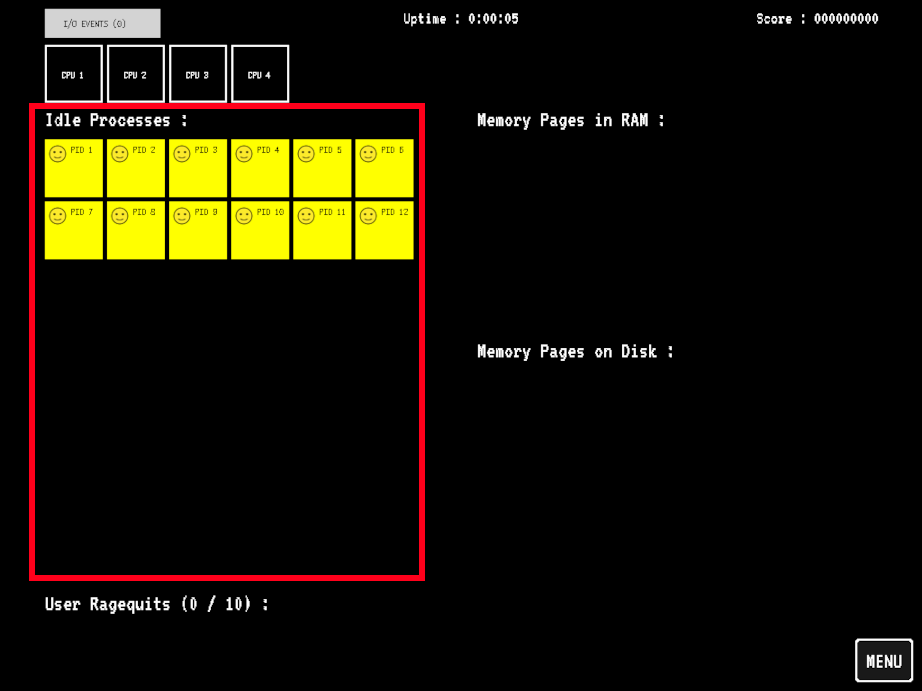 I/O EVENTS (0)
Uptime : 0:00:05
Score : 000000000
CPU 1 CPU 2 CPU 3 CPU 4
Idle Processes :
PID 1 PID 2 PID 3 PID 4 PID 5 PID 6
PID 7 PID 8 PID 9 PID 10 PID 11 PID 12
Memory Pages in RAM :
Memory Pages on Disk :
User Ragequits (0 / 10) :
MENU